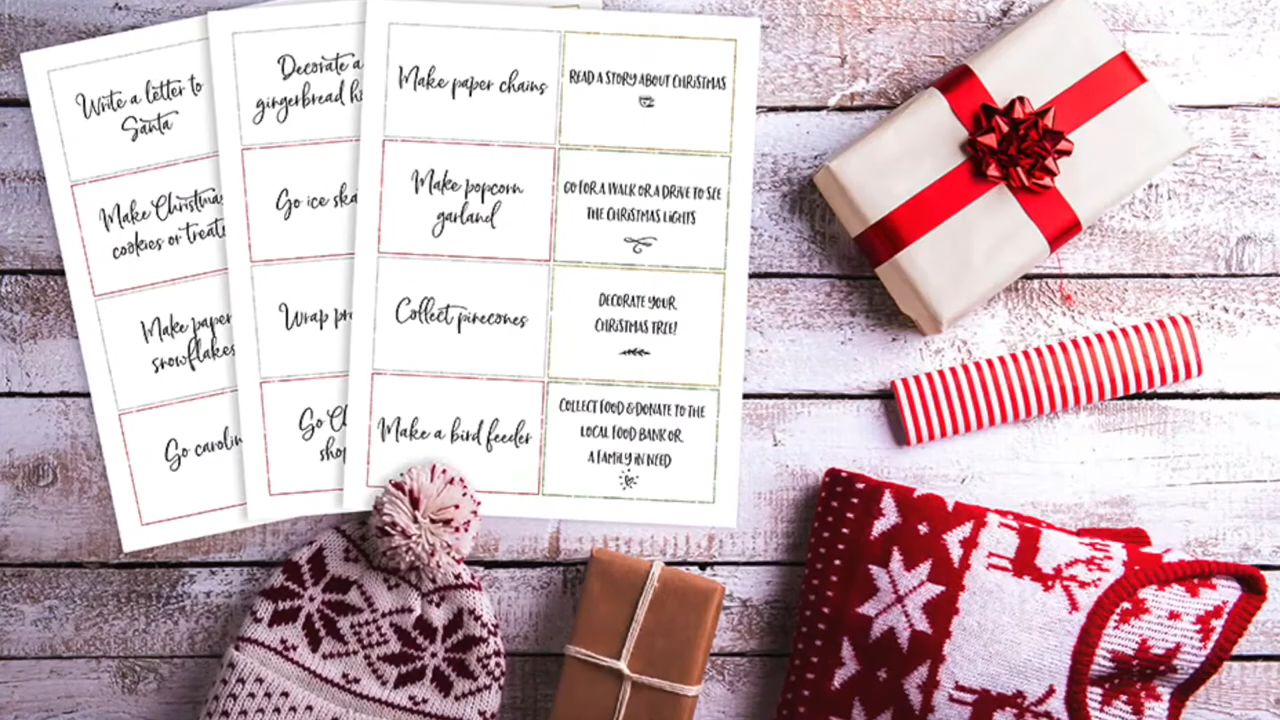 Write a letter to
Santa
Make Christmas
cookies or treats
Make paper
snowflakes
Go
Decorate a
gingerbread
Go ice
Wrap
Go
Make paper chains
Make popcorn
garland
Collect pinecones
Make a bird feeder
READ A STORY ABOUT CHRISTMAS
GO FOR A WALK OR A DRIVE TO SEE
THE CHRISTMAS LIGHTS
DECORATE YOUR
CHRISTMAS TREE!
COLLECT FOOD & DONATE TO THE
LOCAL FOOD BANK OR
A FAMILY IN NEED